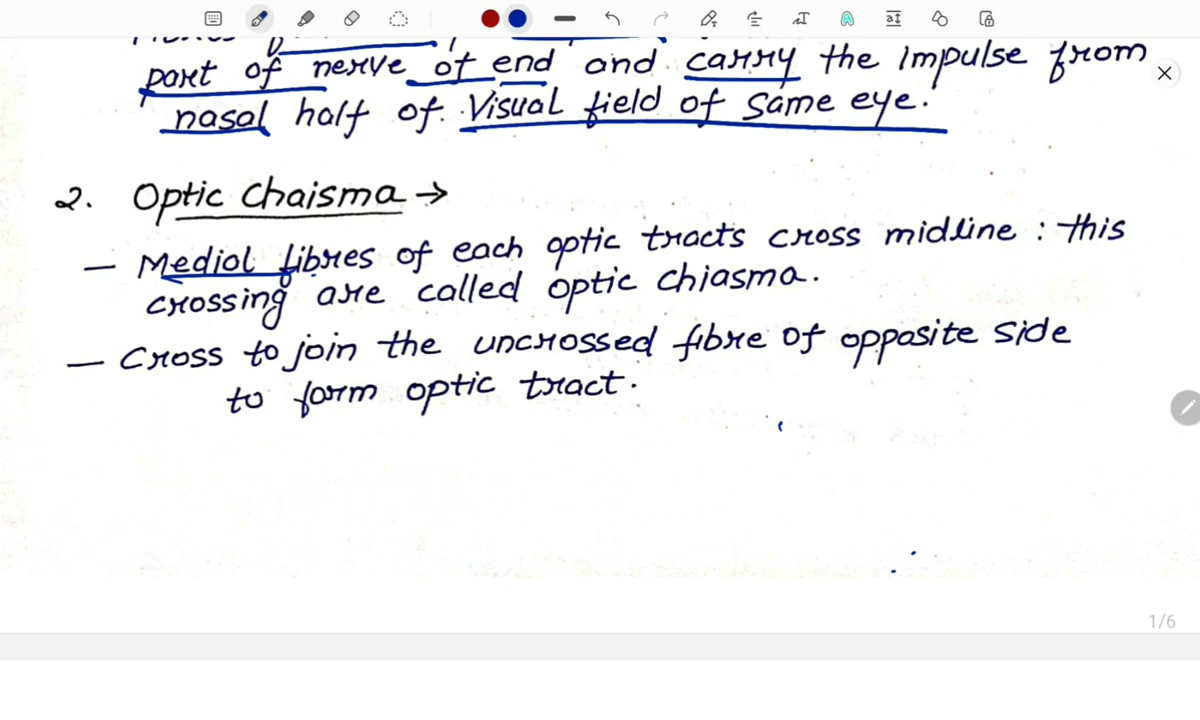 part of nerve at end and carry the impulse from
nasal half of Visual field of same eye.
2. Optic Chaisma →
– Medial fibres of each optic tracts cross midline : this
crossing are called optic chiasma.
– Cross to join the uncrossed fibre of opposite side
to form optic tract.
1/6